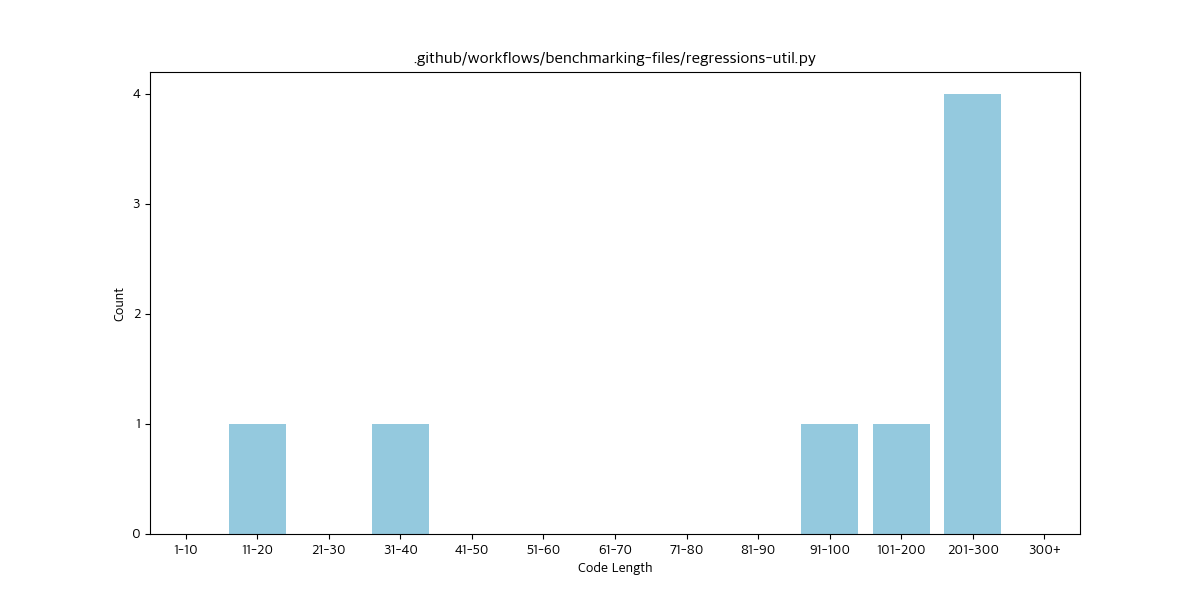 .github/workflows/benchmarking-files/regressions-util.py
4
3
2
1
0
Count
1-10 11-20 21-30 31-40 41-50 51-60 61-70 71-80 81-90 91-100 101-200 201-300 300+
Code Length